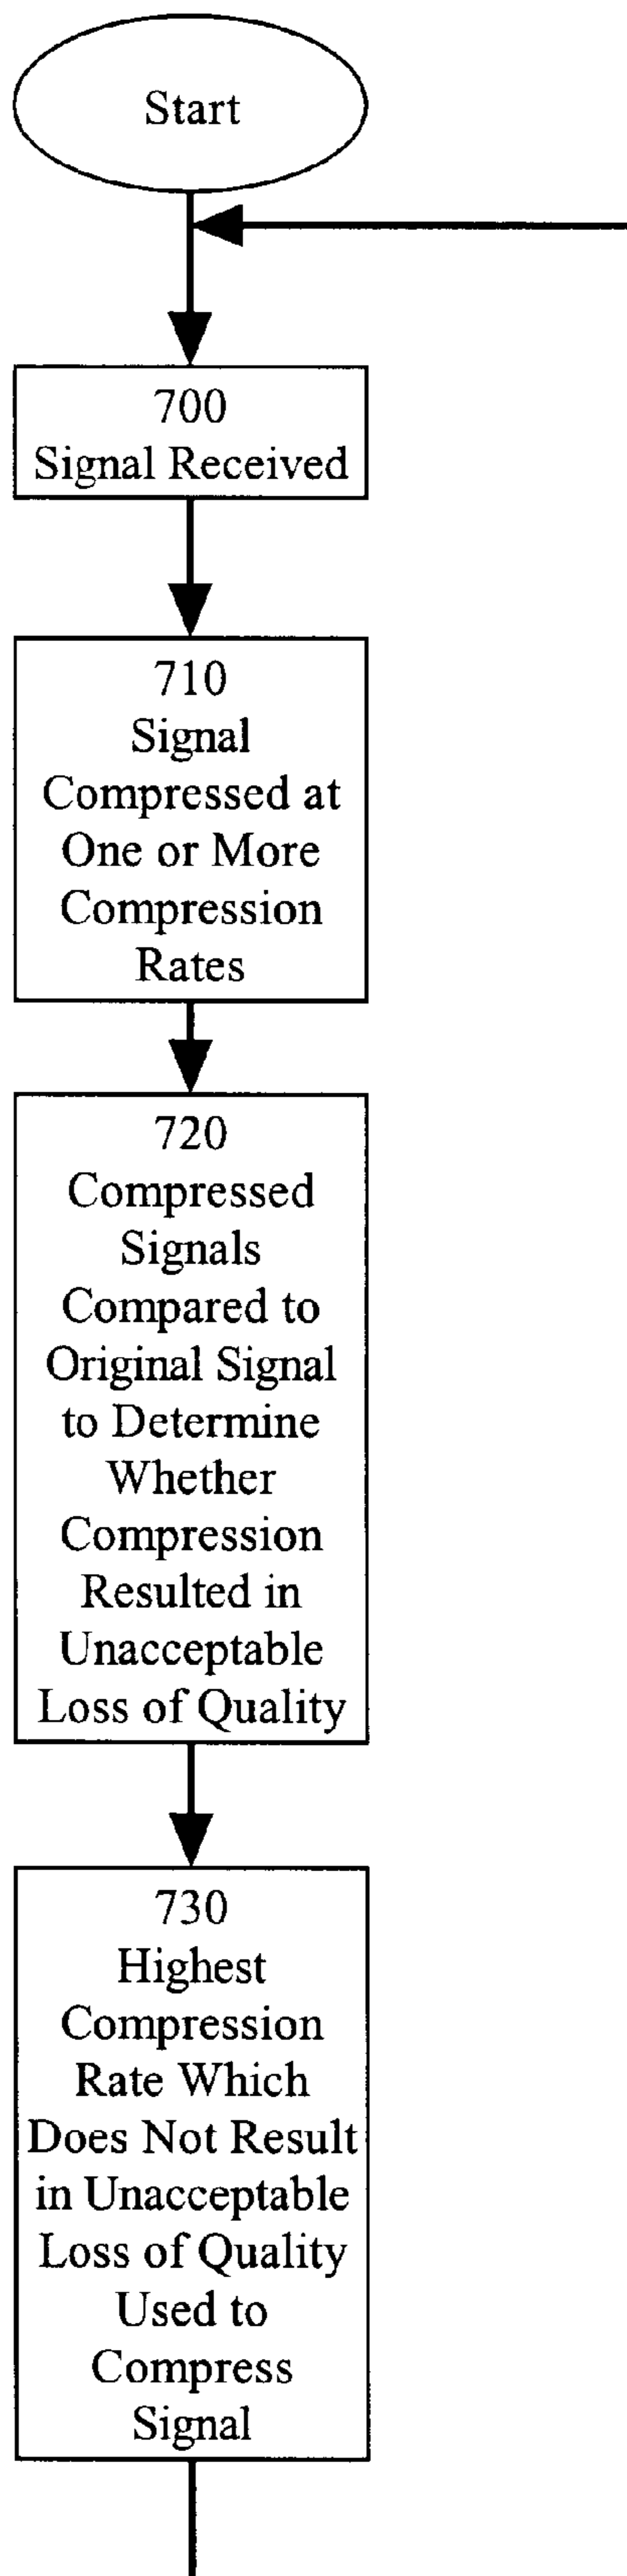 Start
700
Signal Received
710
Signal
Compressed at
One or More
Compression
Rates
720
Compressed
Signals
Compared to
Original Signal
to Determine
Whether
Compression
Resulted in
Unacceptable
Loss of Quality
730
Highest
Compression
Rate Which
Does Not Result
in Unacceptable
Loss of Quality
Used to
Compress
Signal